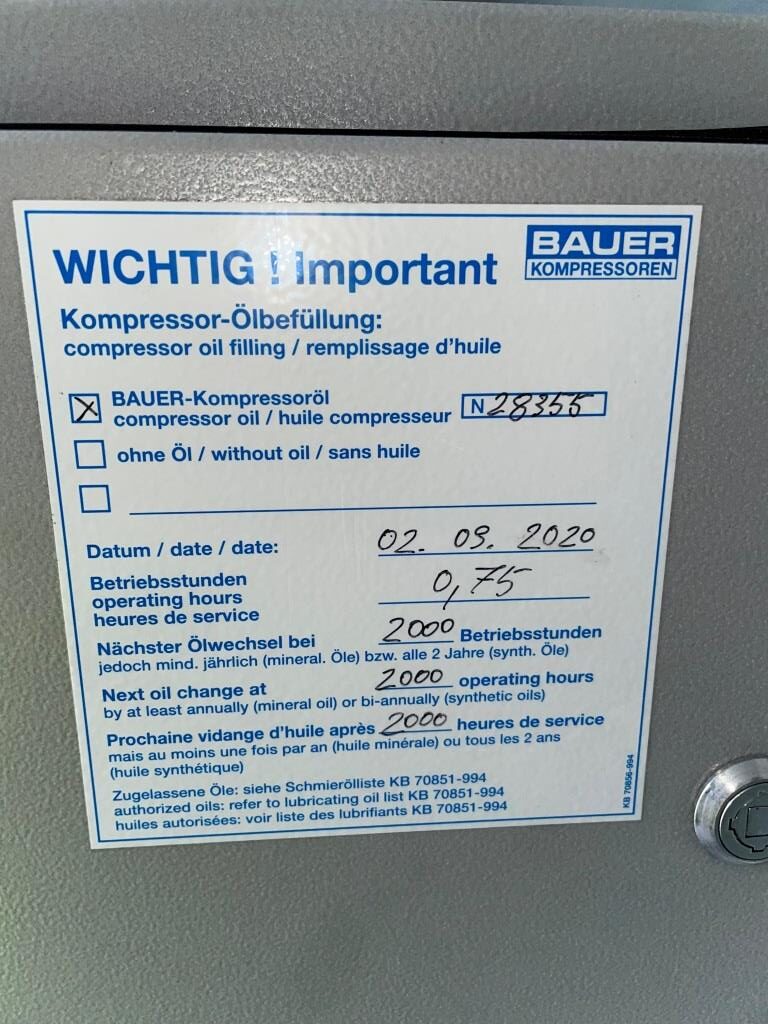 BAUER
KOMPRESSOREN
WICHTIG ! Important
Kompressor-Ölbefüllung:
compressor oil filling / remplissage d'huile
BAUER-Kompressoröl
compressor oil / huile compresseur N 28355
ohne Öl / without oil / sans huile
Datum / date / date: 02. 09. 2020
Betriebsstunden
operating hours 0,75
heures de service
Nächster Ölwechsel bei 2000 Betriebsstunden
jedoch mind. jährlich (mineral. Öle) bzw. alle 2 Jahre (synth. Öle)
Next oil change at 2000 operating hours
by at least annually (mineral oil) or bi-annually (synthetic oils)
Prochaine vidange d'huile après 2000 heures de service
mais au moins une fois par an (huile minérale) ou tous les 2 ans
(huile synthétique)
Zugelassene Öle: siehe Schmierölliste KB 70851-994
authorized oils: refer to lubricating oil list KB 70851-994
huiles autorisées: voir liste des lubrifiants KB 70851-994
KB 70856-994